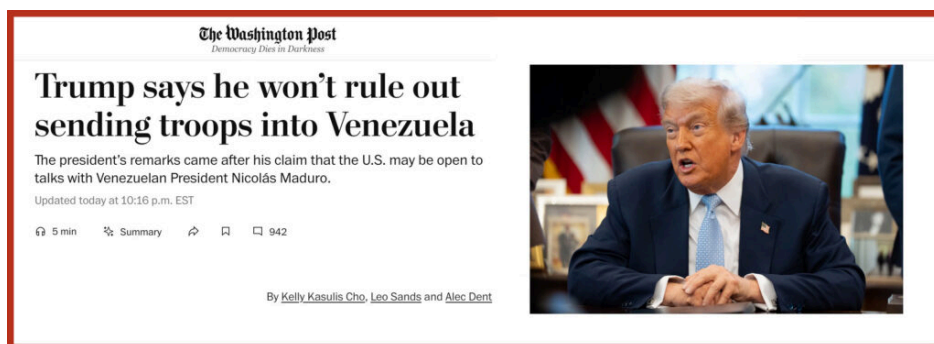 The Washington Post
Democracy Dies in Darkness
Trump says he won’t rule out
sending troops into Venezuela
The president’s remarks came after his claim that the U.S. may be open to
talks with Venezuelan President Nicolás Maduro.
Updated today at 10:16 p.m. EST
5 min Summary 942
By Kelly Kasulis Cho, Leo Sands and Alec Dent